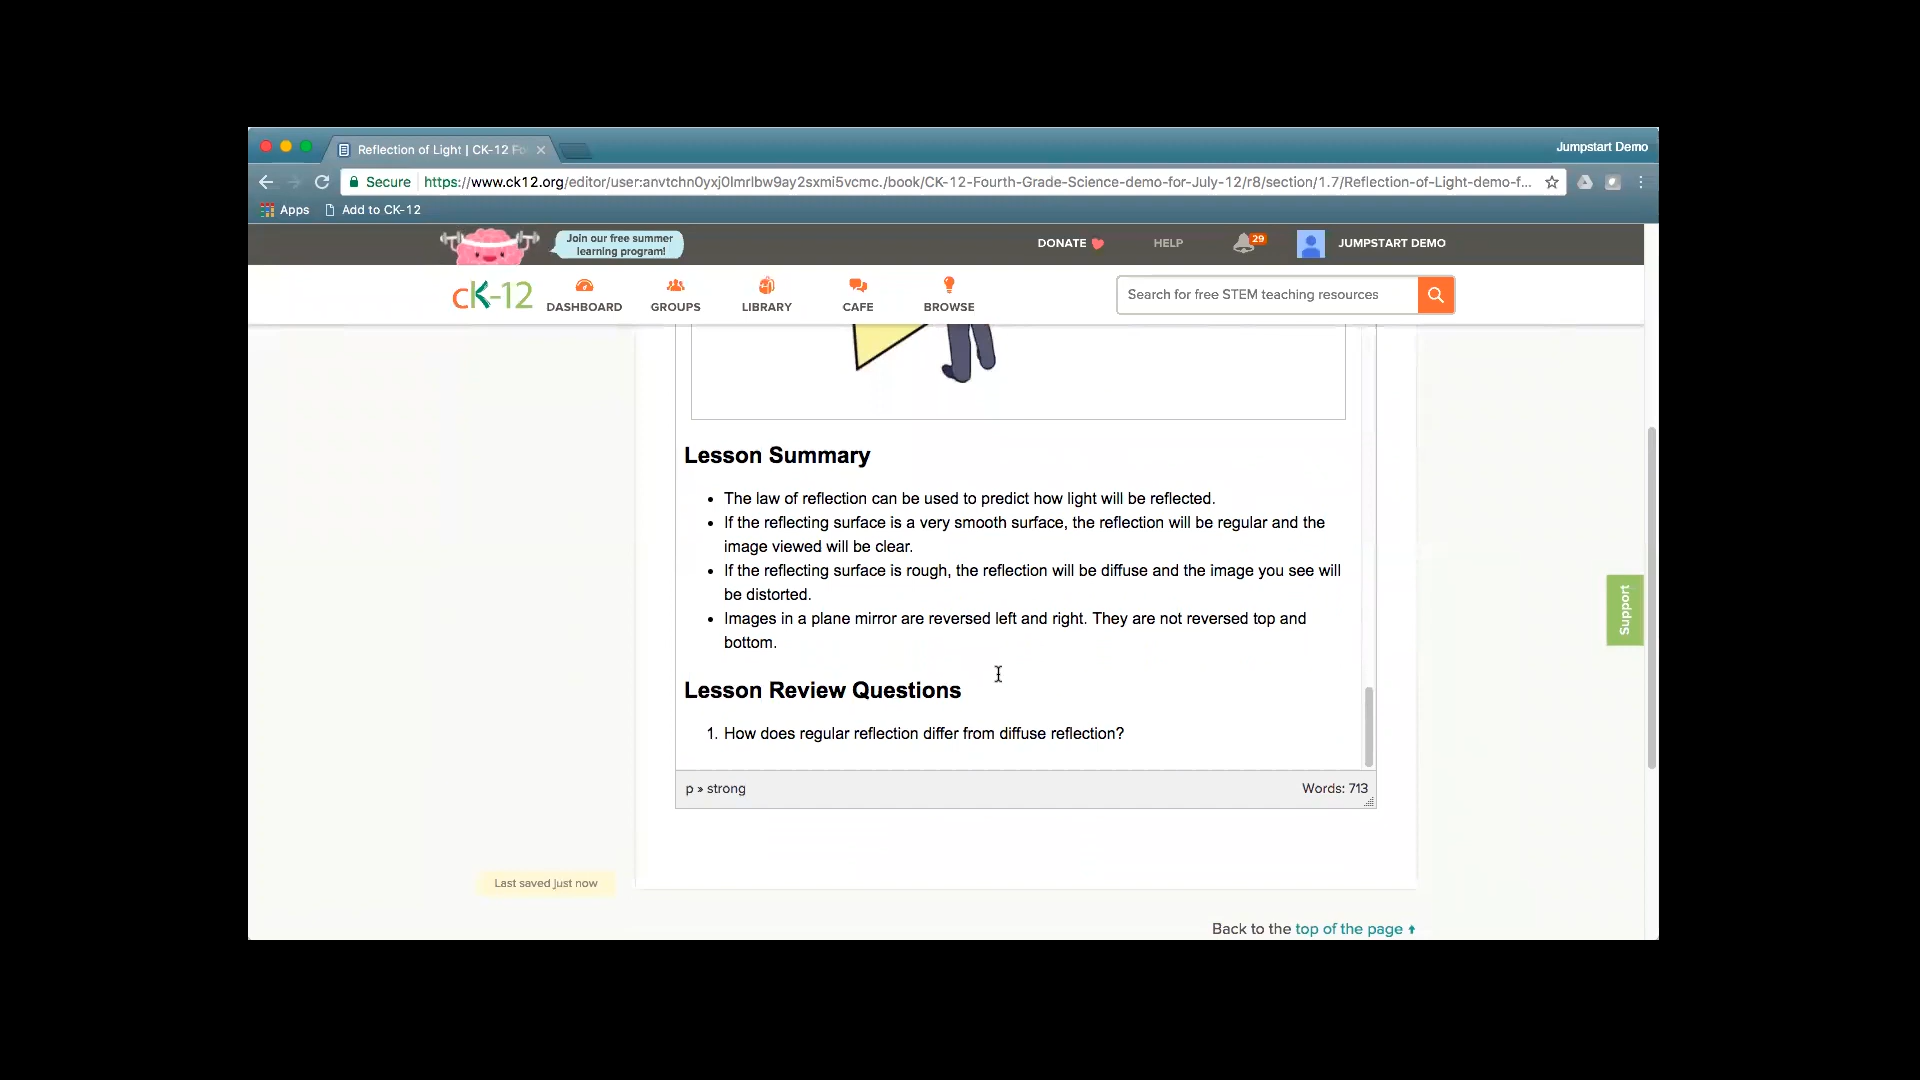 Reflection of Light | CK-12 Fo
Jumpstart Demo
Secure https://www.ck12.org/editor/user:anvtchn0yxj0lmrlbw9ay2sxmi5vcmc./book/CK-12-Fourth-Grade-Science-demo-for-July-12/r8/section/1.7/Reflection-of-Light-demo-f...
Apps Add to CK-12
Join our free summer
learning program!
DONATE HELP 29 JUMPSTART DEMO
cK-12 DASHBOARD GROUPS LIBRARY CAFE BROWSE
Search for free STEM teaching resources
Lesson Summary
• The law of reflection can be used to predict how light will be reflected.
• If the reflecting surface is a very smooth surface, the reflection will be regular and the
image viewed will be clear.
• If the reflecting surface is rough, the reflection will be diffuse and the image you see will
be distorted.
• Images in a plane mirror are reversed left and right. They are not reversed top and
bottom.
Support
Lesson Review Questions
1. How does regular reflection differ from diffuse reflection?
p » strong
Words: 713
Last saved just now
Back to the top of the page